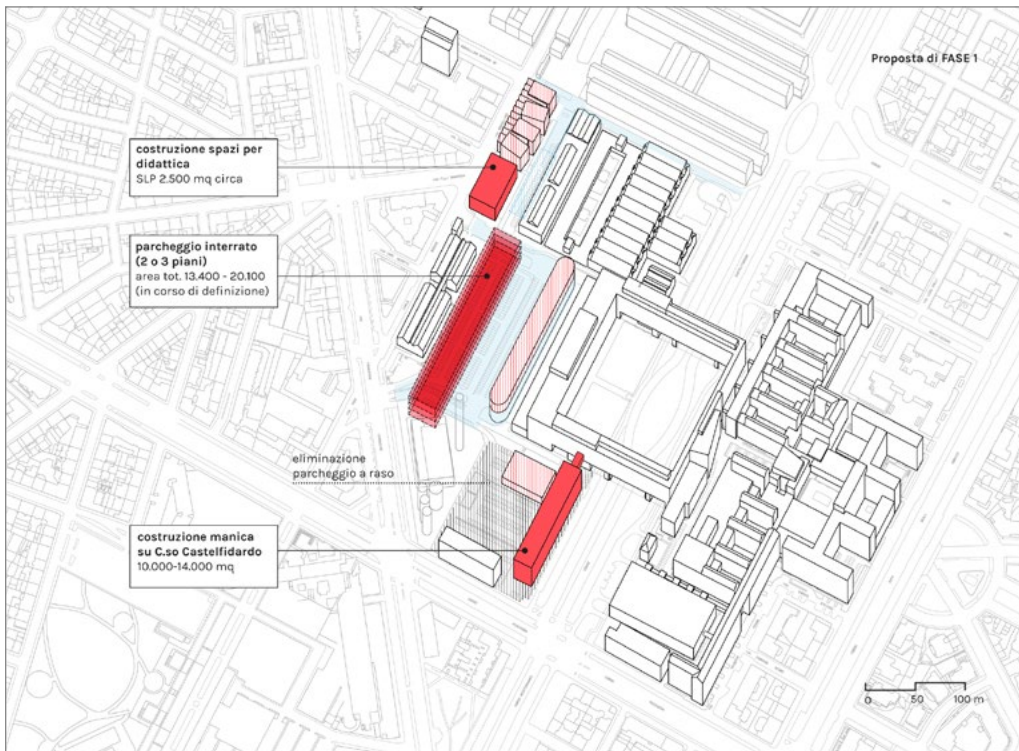 Proposta di FASE 1
costruzione spazi per
didattica
SLP 2.500 mq circa
parcheggio interrato
(2 o 3 piani)
area tot. 13.400 - 20.100
(in corso di definizione)
eliminazione
parcheggio a raso
costruzione manica
su C.so Castelfidardo
10.000-14.000 mq
0 50 100 m